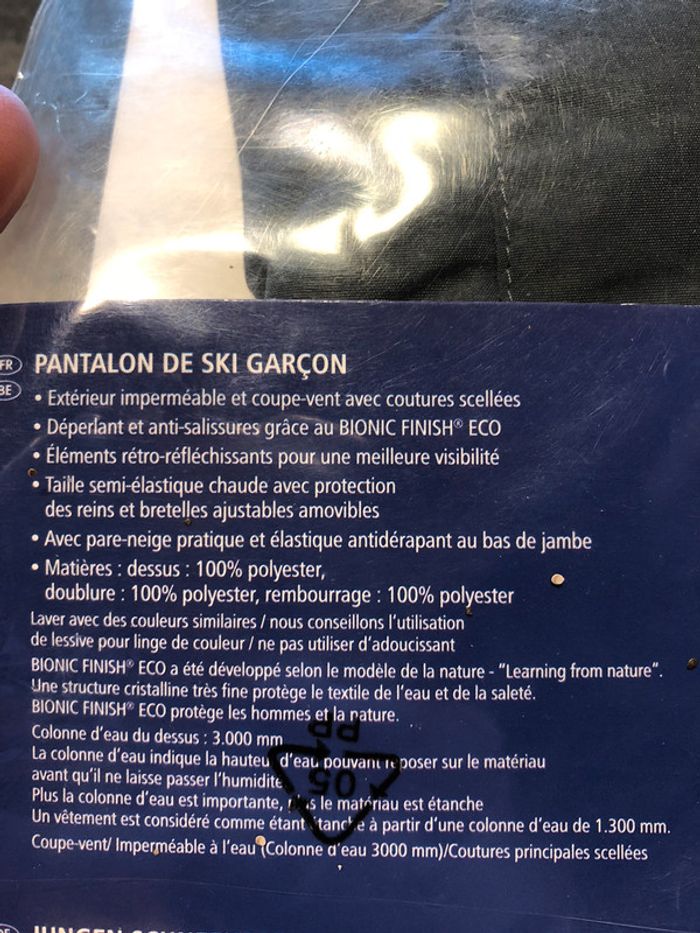 FR
BE
PANTALON DE SKI GARÇON
• Extérieur imperméable et coupe-vent avec coutures scellées
• Déperlant et anti-salissures grâce au BIONIC FINISH® ECO
• Éléments rétro-réfléchissants pour une meilleure visibilité
• Taille semi-élastique chaude avec protection
des reins et bretelles ajustables amovibles
• Avec pare-neige pratique et élastique antidérapant au bas de jambe
• Matières : dessus : 100% polyester,
doublure : 100% polyester, rembourrage : 100% polyester
Laver avec des couleurs similaires / nous conseillons l'utilisation
de lessive pour linge de couleur / ne pas utiliser d'adoucissant
BIONIC FINISH® ECO a été développé selon le modèle de la nature - "Learning from nature".
Une structure cristalline très fine protège le textile de l'eau et de la saleté.
BIONIC FINISH® ECO protège les hommes et la nature.
Colonne d'eau du dessus : 3.000 mm
La colonne d'eau indique la hauteur d'eau pouvant reposer sur le matériau
avant qu'il ne laisse passer l'humidité
Plus la colonne d'eau est importante, plus le matériau est étanche
Un vêtement est considéré comme étant étanche à partir d'une colonne d'eau de 1.300 mm.
Coupe-vent/ Imperméable à l'eau (Colonne d'eau 3000 mm)/Coutures principales scellées
PP
05
JUNGEN